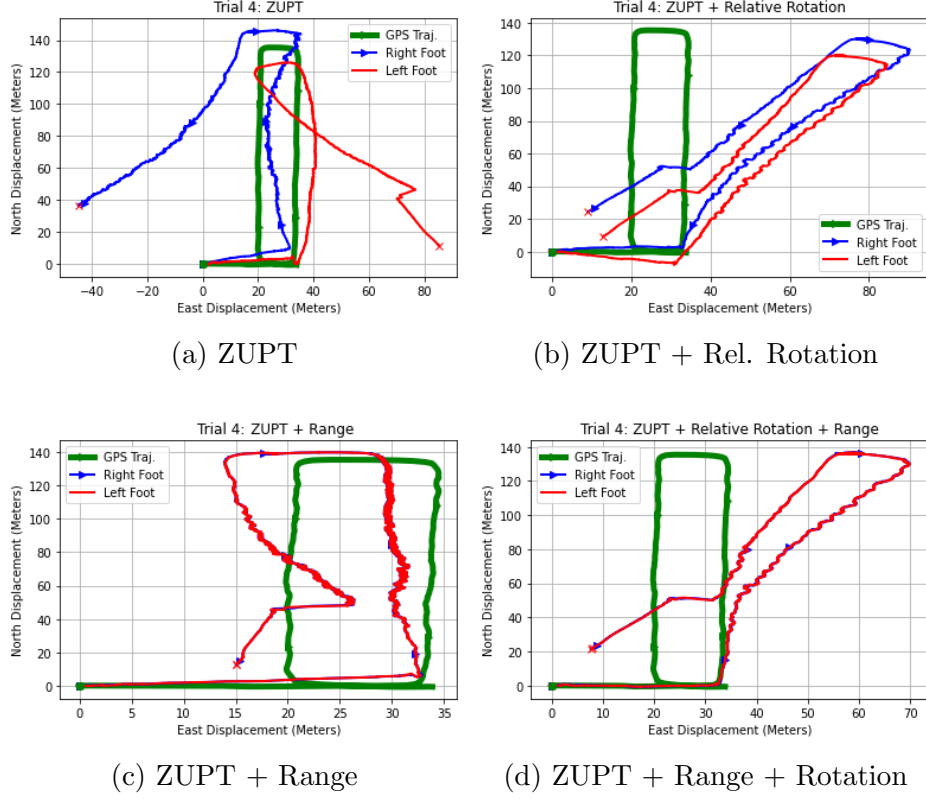 Trial 4: ZUPT
GPS Traj.
Right Foot
Left Foot
North Displacement (Meters)
140
120
100
80
60
40
20
0
−40
−20
0
20
40
60
80
East Displacement (Meters)
(a) ZUPT
Trial 4: ZUPT + Relative Rotation
North Displacement (Meters)
140
120
100
80
60
40
20
0
GPS Traj.
Right Foot
Left Foot
0
20
40
60
80
East Displacement (Meters)
(b) ZUPT + Rel. Rotation
Trial 4: ZUPT + Range
GPS Traj.
Right Foot
Left Foot
North Displacement (Meters)
140
120
100
80
60
40
20
0
0
5
10
15
20
25
30
35
East Displacement (Meters)
(c) ZUPT + Range
Trial 4: ZUPT + Relative Rotation + Range
GPS Traj.
Right Foot
Left Foot
North Displacement (Meters)
140
120
100
80
60
40
20
0
0
10
20
30
40
50
60
70
East Displacement (Meters)
(d) ZUPT + Range + Rotation